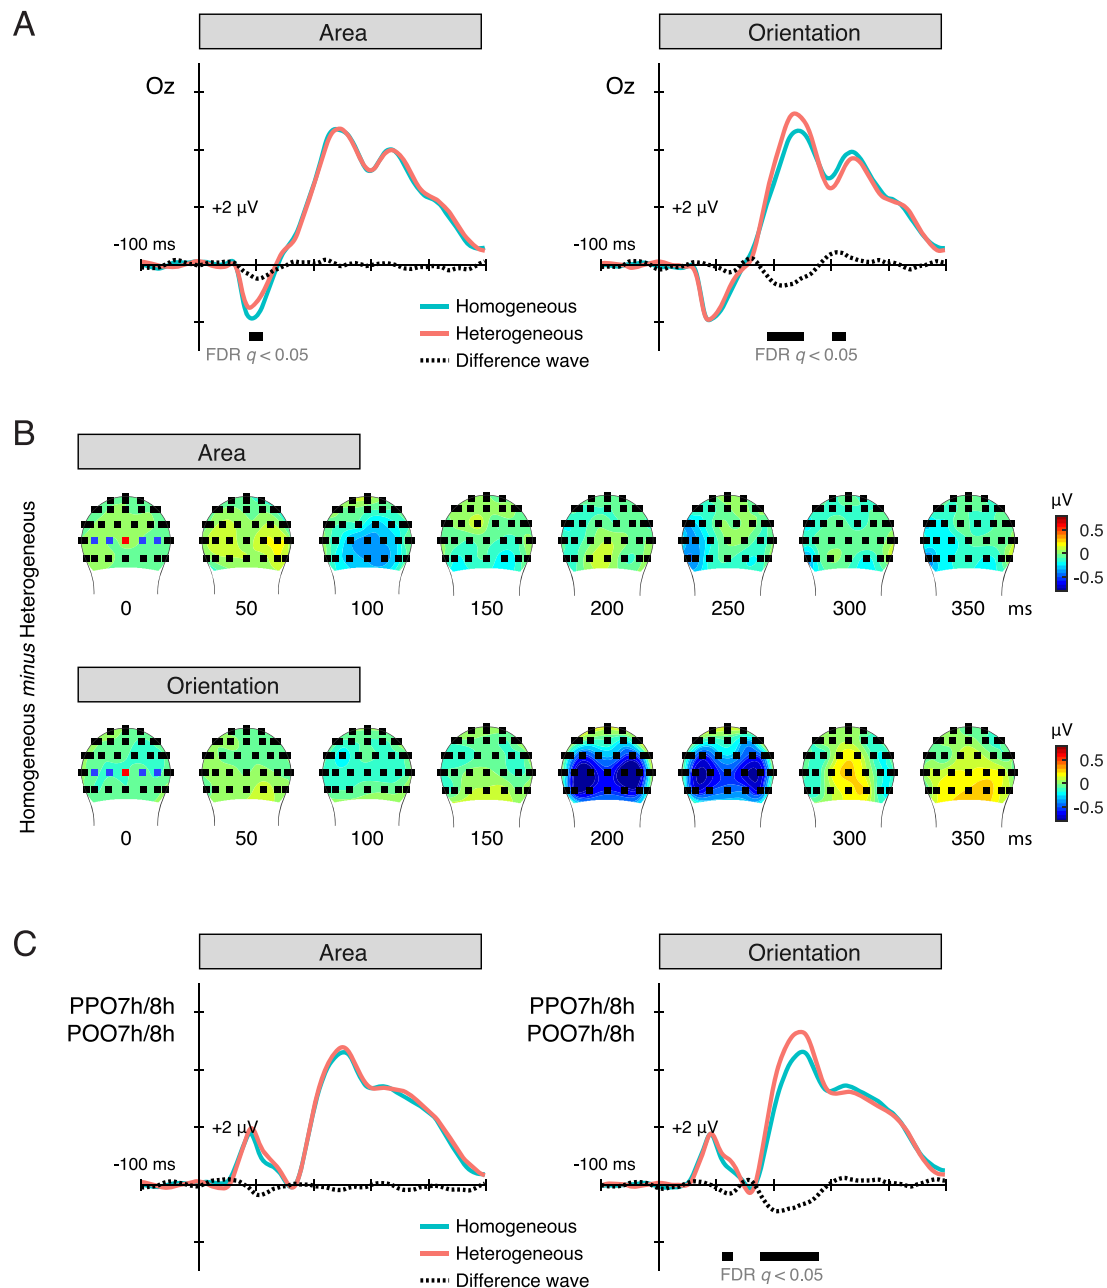 A
Area
Orientation
Oz
Oz
+2 µV
+2 µV
-100 ms
-100 ms
Homogeneous
Heterogeneous
Difference wave
FDR q < 0.05
FDR q < 0.05
B
Area
Homogeneous minus Heterogeneous
µV
0.5
0
-0.5
0 50 100 150 200 250 300 350 ms
Orientation
µV
0.5
0
-0.5
0 50 100 150 200 250 300 350 ms
C
Area
Orientation
PPO7h/8h
POO7h/8h
PPO7h/8h
POO7h/8h
+2 µV
+2 µV
-100 ms
-100 ms
Homogeneous
Heterogeneous
Difference wave
FDR q < 0.05